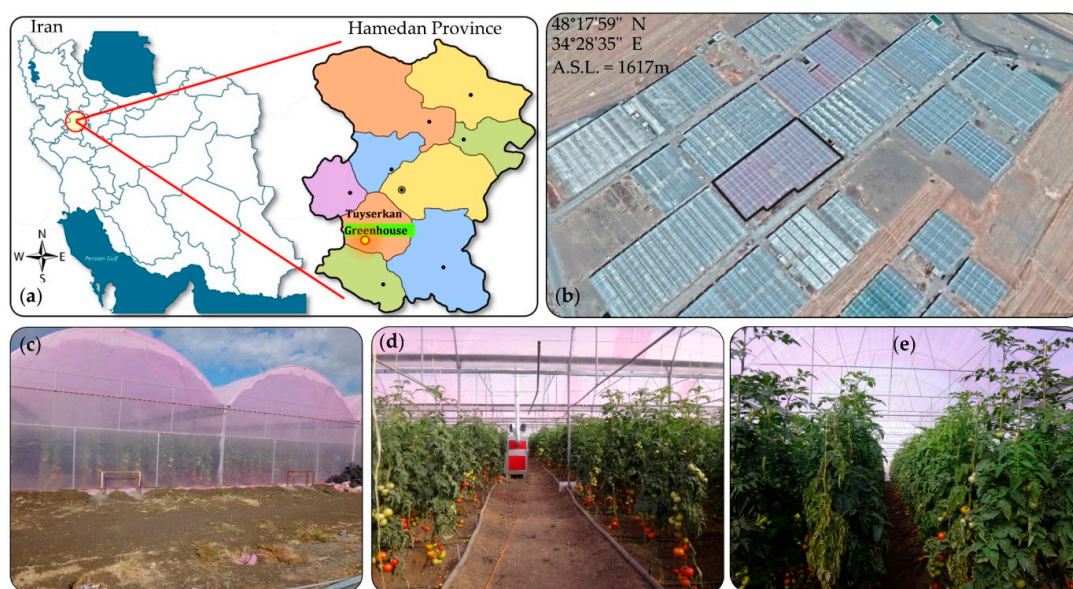 Iran
Hamedan Province
Tuyserkan
Greenhouse
N
W E
S
Persian Gulf
(a)
48°17'59" N
34°28'35" E
A.S.L. = 1617m
(b)
(c)
(d)
(e)